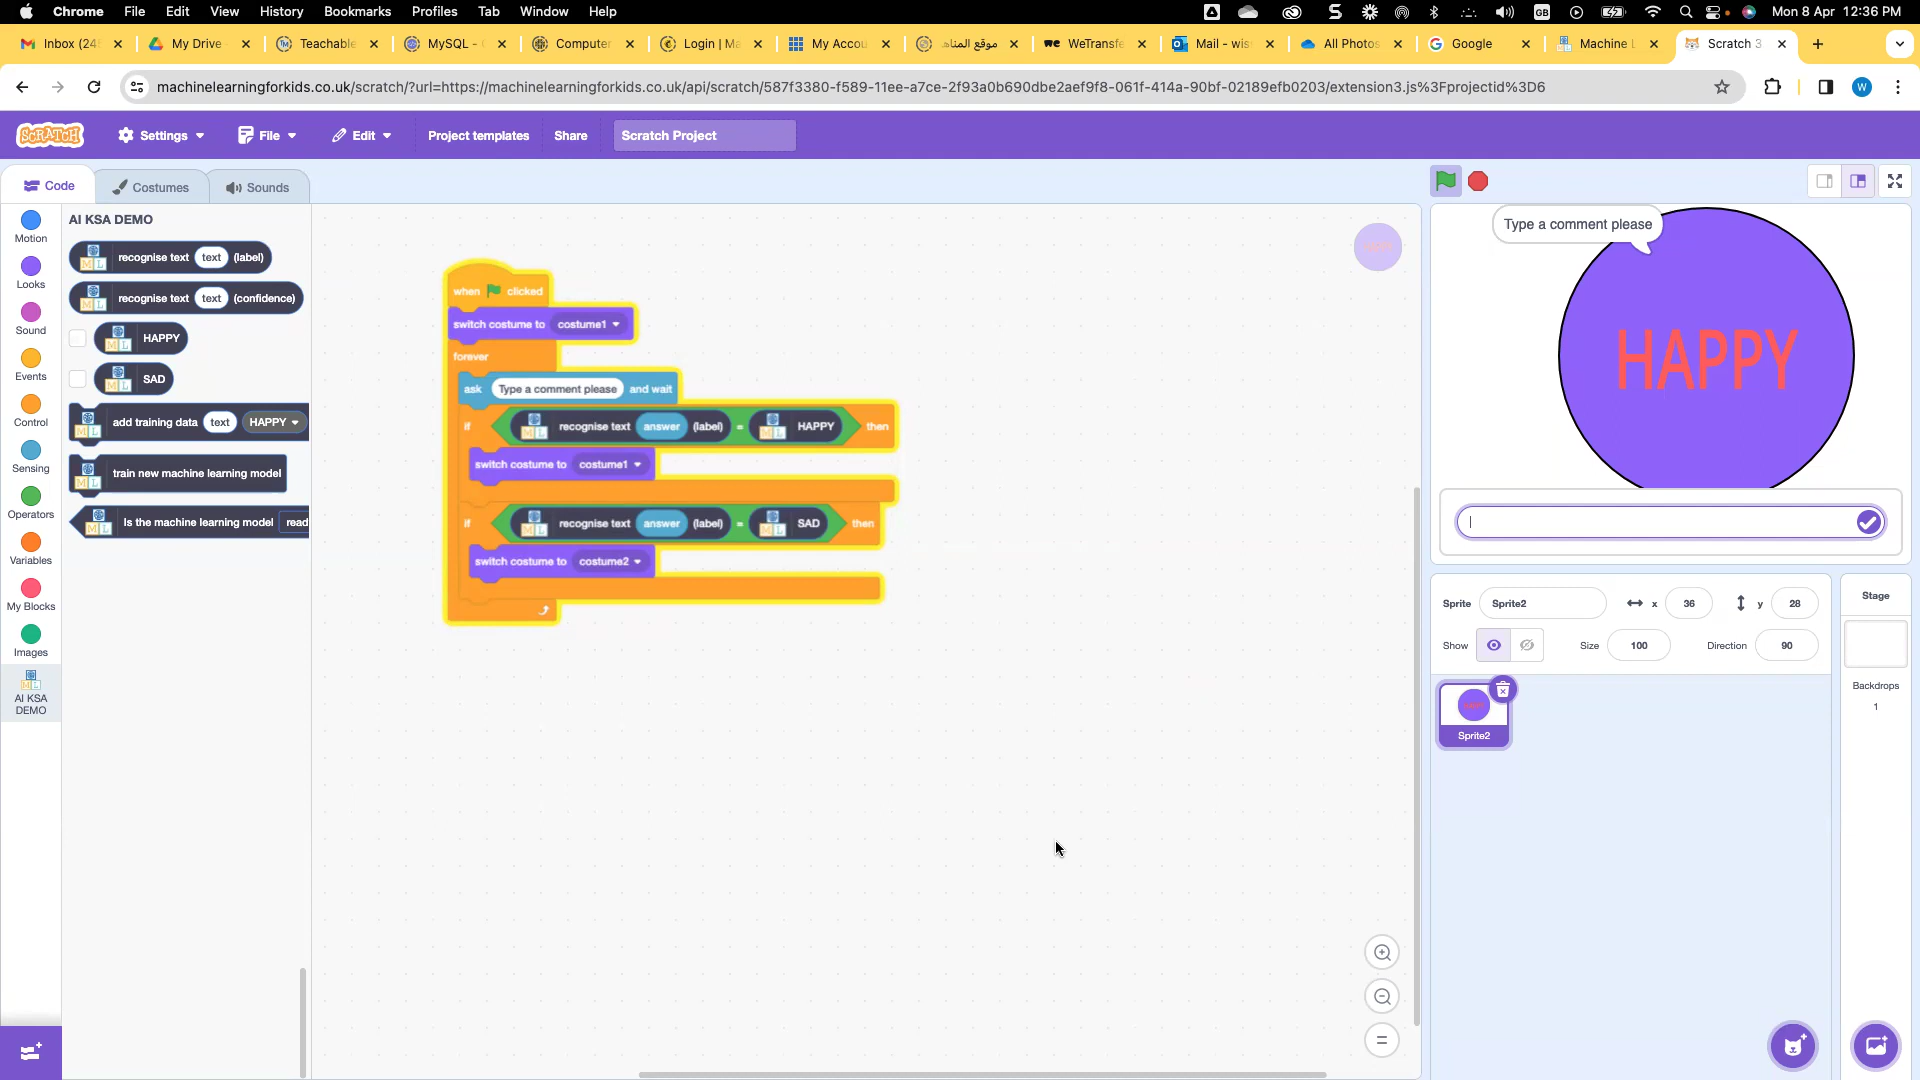 Chrome File Edit View History Bookmarks Profiles Tab Window Help GB Mon 8 Apr 12:36 PM
Inbox (24 My Drive Teachable MySQL - Computer Login | Ma My Accou موقع المناه WeTransfe Mail - wis All Photos Google Machine L Scratch 3
machinelearningforkids.co.uk/scratch/?url=https://machinelearningforkids.co.uk/api/scratch/587f3380-f589-11ee-a7ce-2f93a0b690dbe2aef9f8-061f-414a-90bf-02189efb0203/extension3.js%3Fprojectid%3D6 W
SCRATCH Settings File Edit Project templates Share Scratch Project
Code Costumes Sounds
Motion
Looks
Sound
Events
Control
Sensing
Operators
Variables
My Blocks
Images
AI KSA
DEMO
AI KSA DEMO
recognise text text (label)
recognise text text (confidence)
HAPPY
SAD
add training data text HAPPY
train new machine learning model
Is the machine learning model read
when clicked
switch costume to costume1
forever
ask Type a comment please and wait
if recognise text answer (label) = HAPPY then
switch costume to costume1
if recognise text answer (label) = SAD then
switch costume to costume2
Type a comment please
HAPPY
Sprite Sprite2 x 36 y 28
Show Size 100 Direction 90
Sprite2
Stage
Backdrops
1